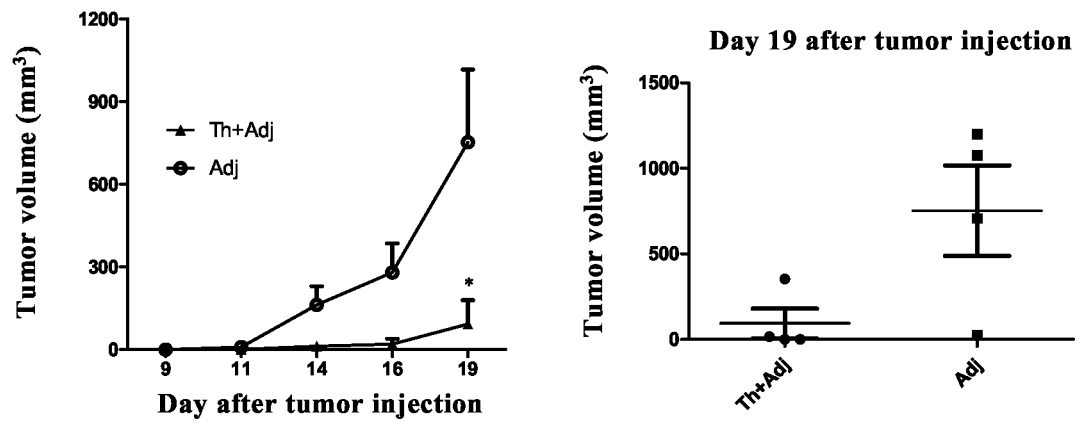 Tumor volume (mm³)
1200
900
600
300
0
Th+Adj
Adj
*
9 11 14 16 19
Day after tumor injection
Day 19 after tumor injection
Tumor volume (mm³)
1500
1000
500
0
Th+Adj
Adj